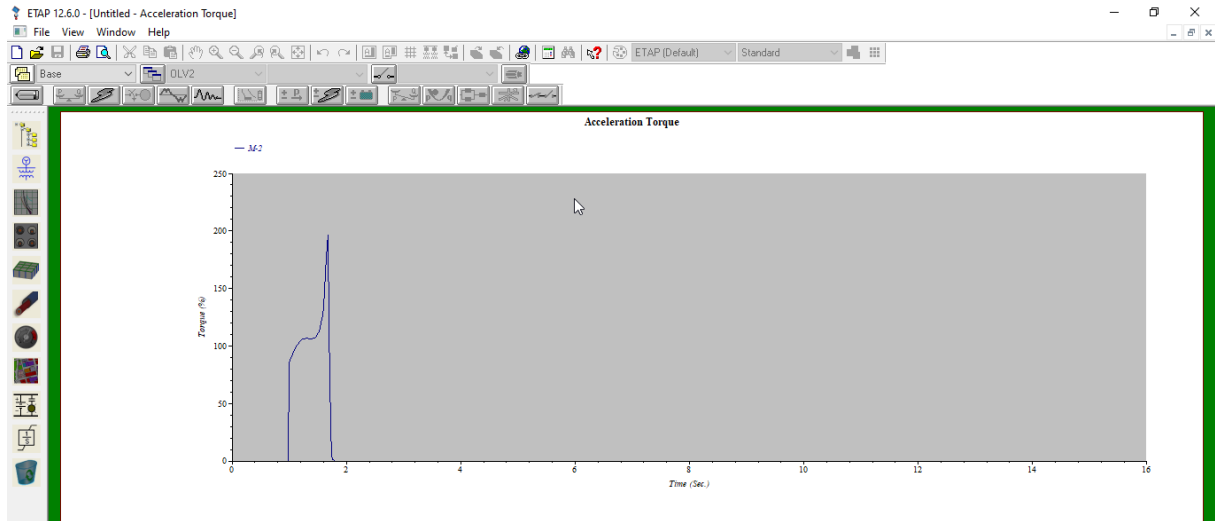 ETAP 12.6.0 - [Untitled - Acceleration Torque]
File View Window Help
ETAP (Default) Standard
Base OLV2
Acceleration Torque
M-2
250
200
150
100
50
0
Torque (%)
0 2 4 6 8 10 12 14 16
Time (Sec.)